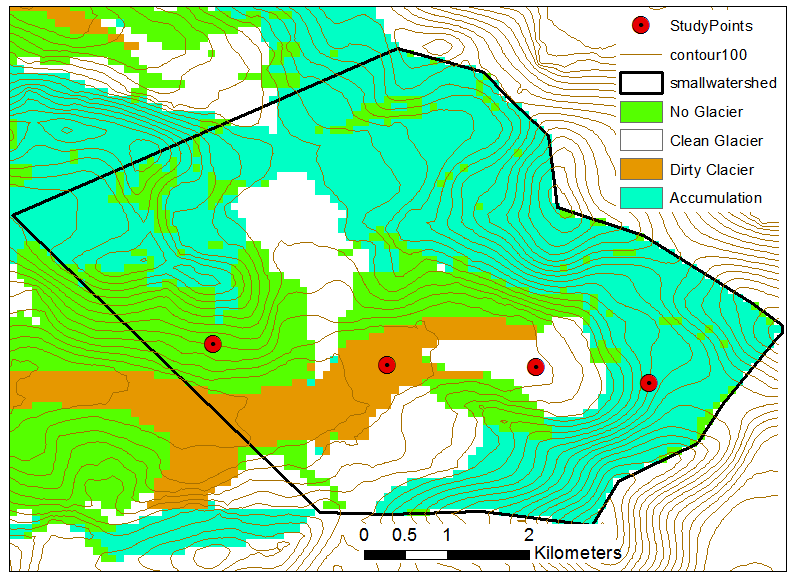 StudyPoints
contour100
smallwatershed
No Glacier
Clean Glacier
Dirty Clacier
Accumulation
0 0.5 1 2
Kilometers